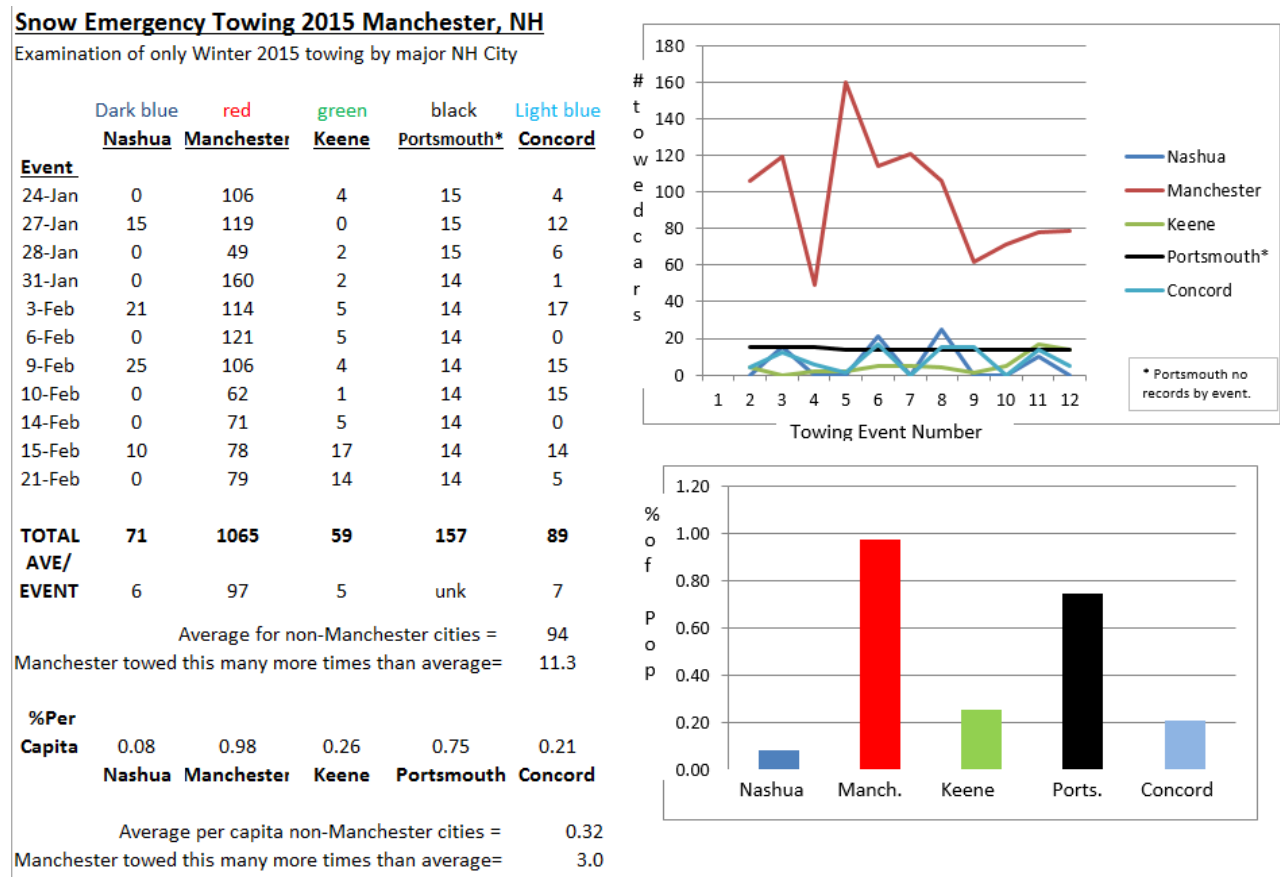 Snow Emergency Towing 2015 Manchester, NH
Examination of only Winter 2015 towing by major NH City
Dark blue red green black Light blue
Nashua Manchester Keene Portsmouth* Concord
Event
24-Jan 0 106 4 15 4
27-Jan 15 119 0 15 12
28-Jan 0 49 2 15 6
31-Jan 0 160 2 14 1
3-Feb 21 114 5 14 17
6-Feb 0 121 5 14 0
9-Feb 25 106 4 14 15
10-Feb 0 62 1 14 15
14-Feb 0 71 5 14 0
15-Feb 10 78 17 14 14
21-Feb 0 79 14 14 5
TOTAL 71 1065 59 157 89
AVE/
EVENT 6 97 5 unk 7
Average for non-Manchester cities = 94
Manchester towed this many more times than average= 11.3
%Per
Capita 0.08 0.98 0.26 0.75 0.21
Nashua Manchester Keene Portsmouth Concord
Average per capita non-Manchester cities = 0.32
Manchester towed this many more times than average= 3.0
# towed cars
180
160
140
120
100
80
60
40
20
0
1 2 3 4 5 6 7 8 9 10 11 12
Towing Event Number
Nashua
Manchester
Keene
Portsmouth*
Concord
* Portsmouth no
records by event.
% of Pop
1.20
1.00
0.80
0.60
0.40
0.20
0.00
Nashua Manch. Keene Ports. Concord